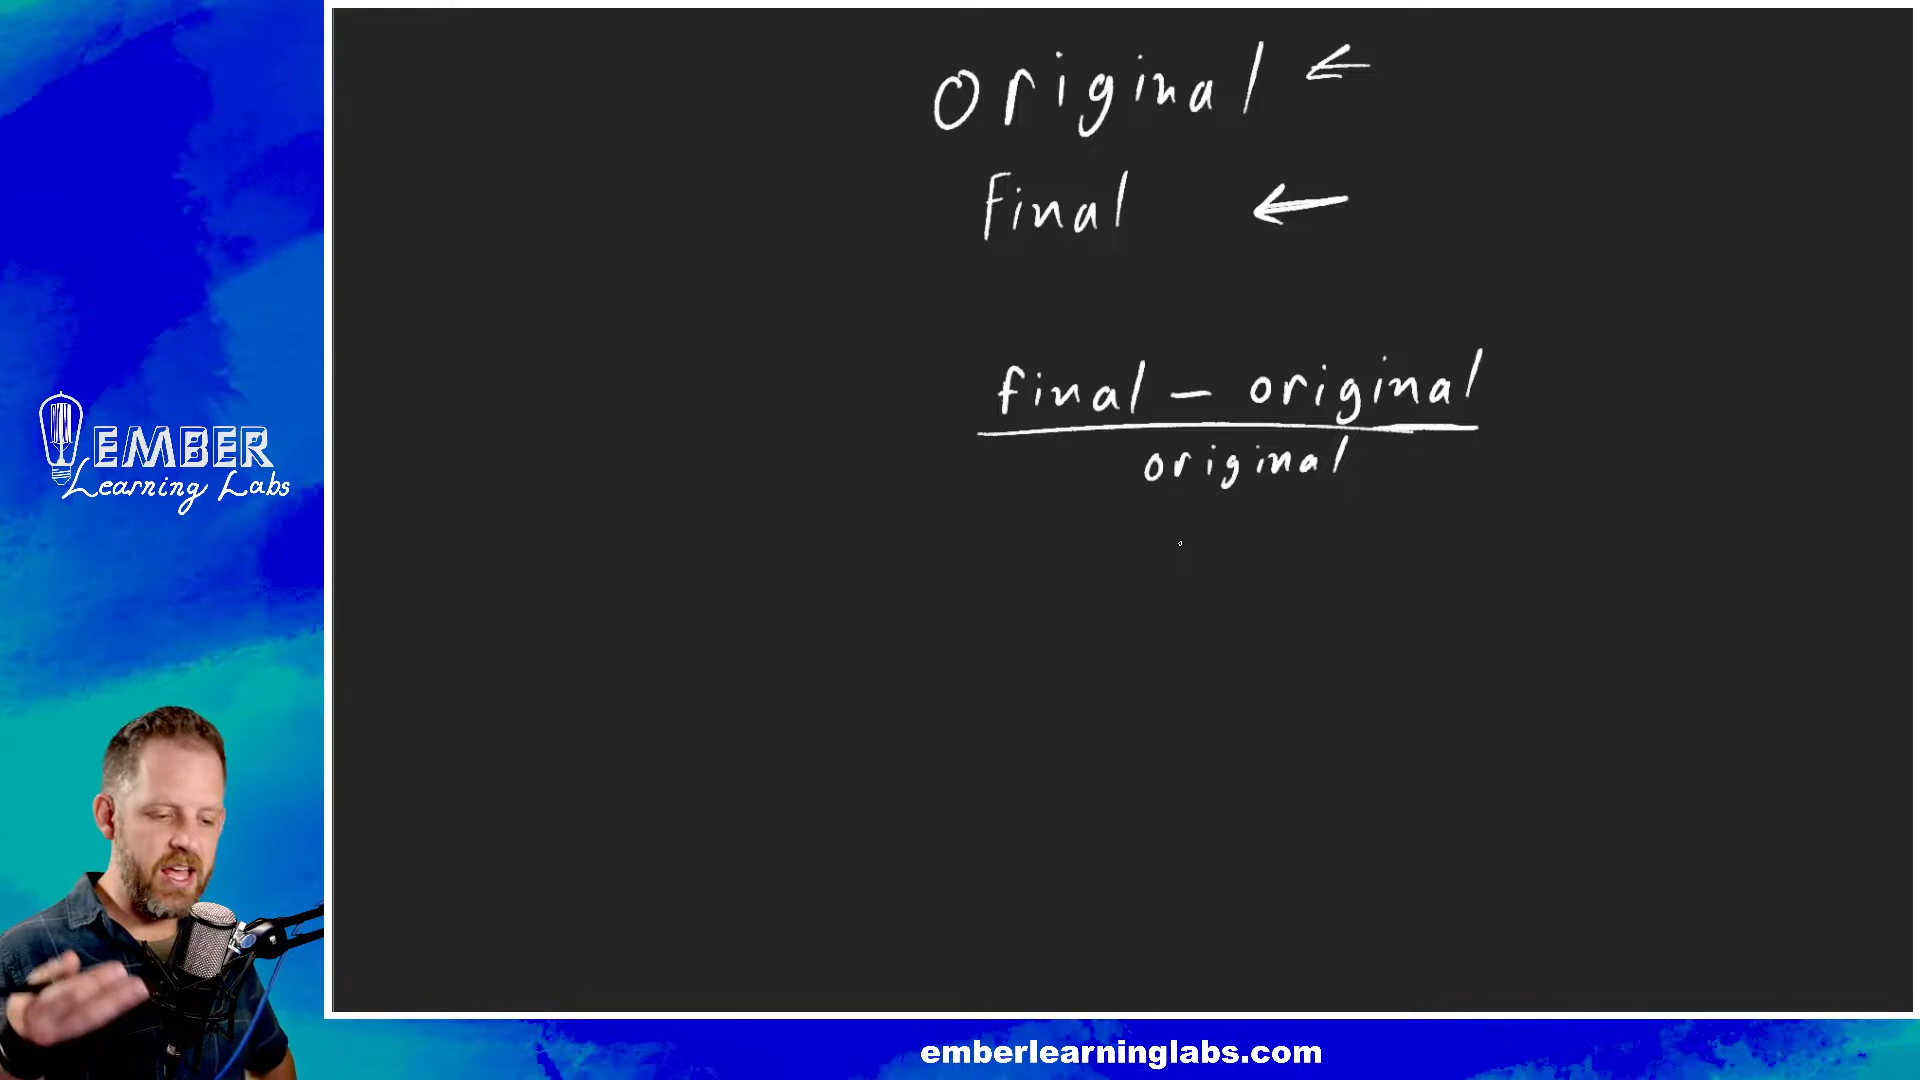 original ←
Final ←
final – original
original
EMBER
Learning Labs
emberlearninglabs.com